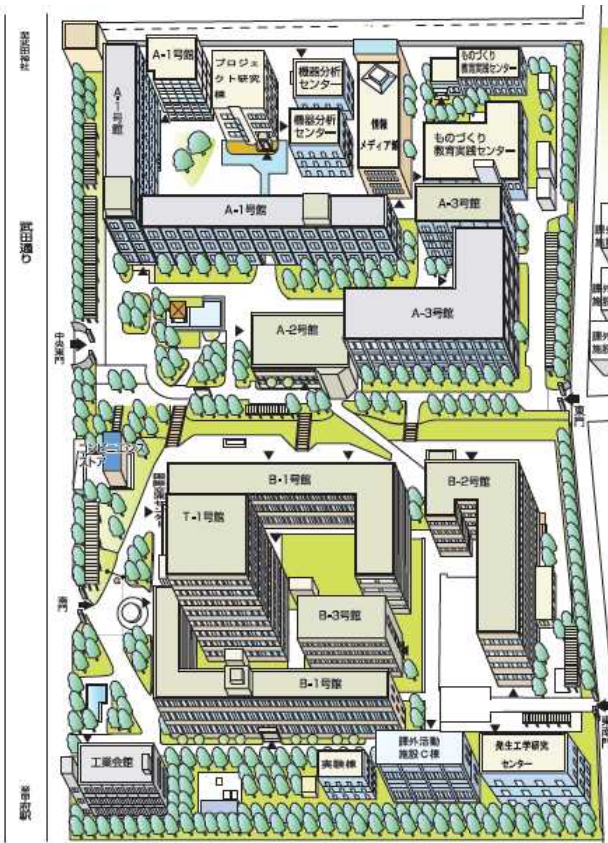 A-1号館
A-1号館
プロジェ
クト研究
棟
機器分析
センター
機器分析
センター
情報
メディア館
ものづくり
教育実践センター
ものづくり
教育実践センター
A-1号館
A-3号館
A-3号館
A-2号館
武田通り
中央東門
東門
コンビニエンス
ストア
B-1号館
T-1号館
B-2号館
B-3号館
B-1号館
南門
工業会館
実験棟
課外活動
施設C棟
発生工学研究
センター